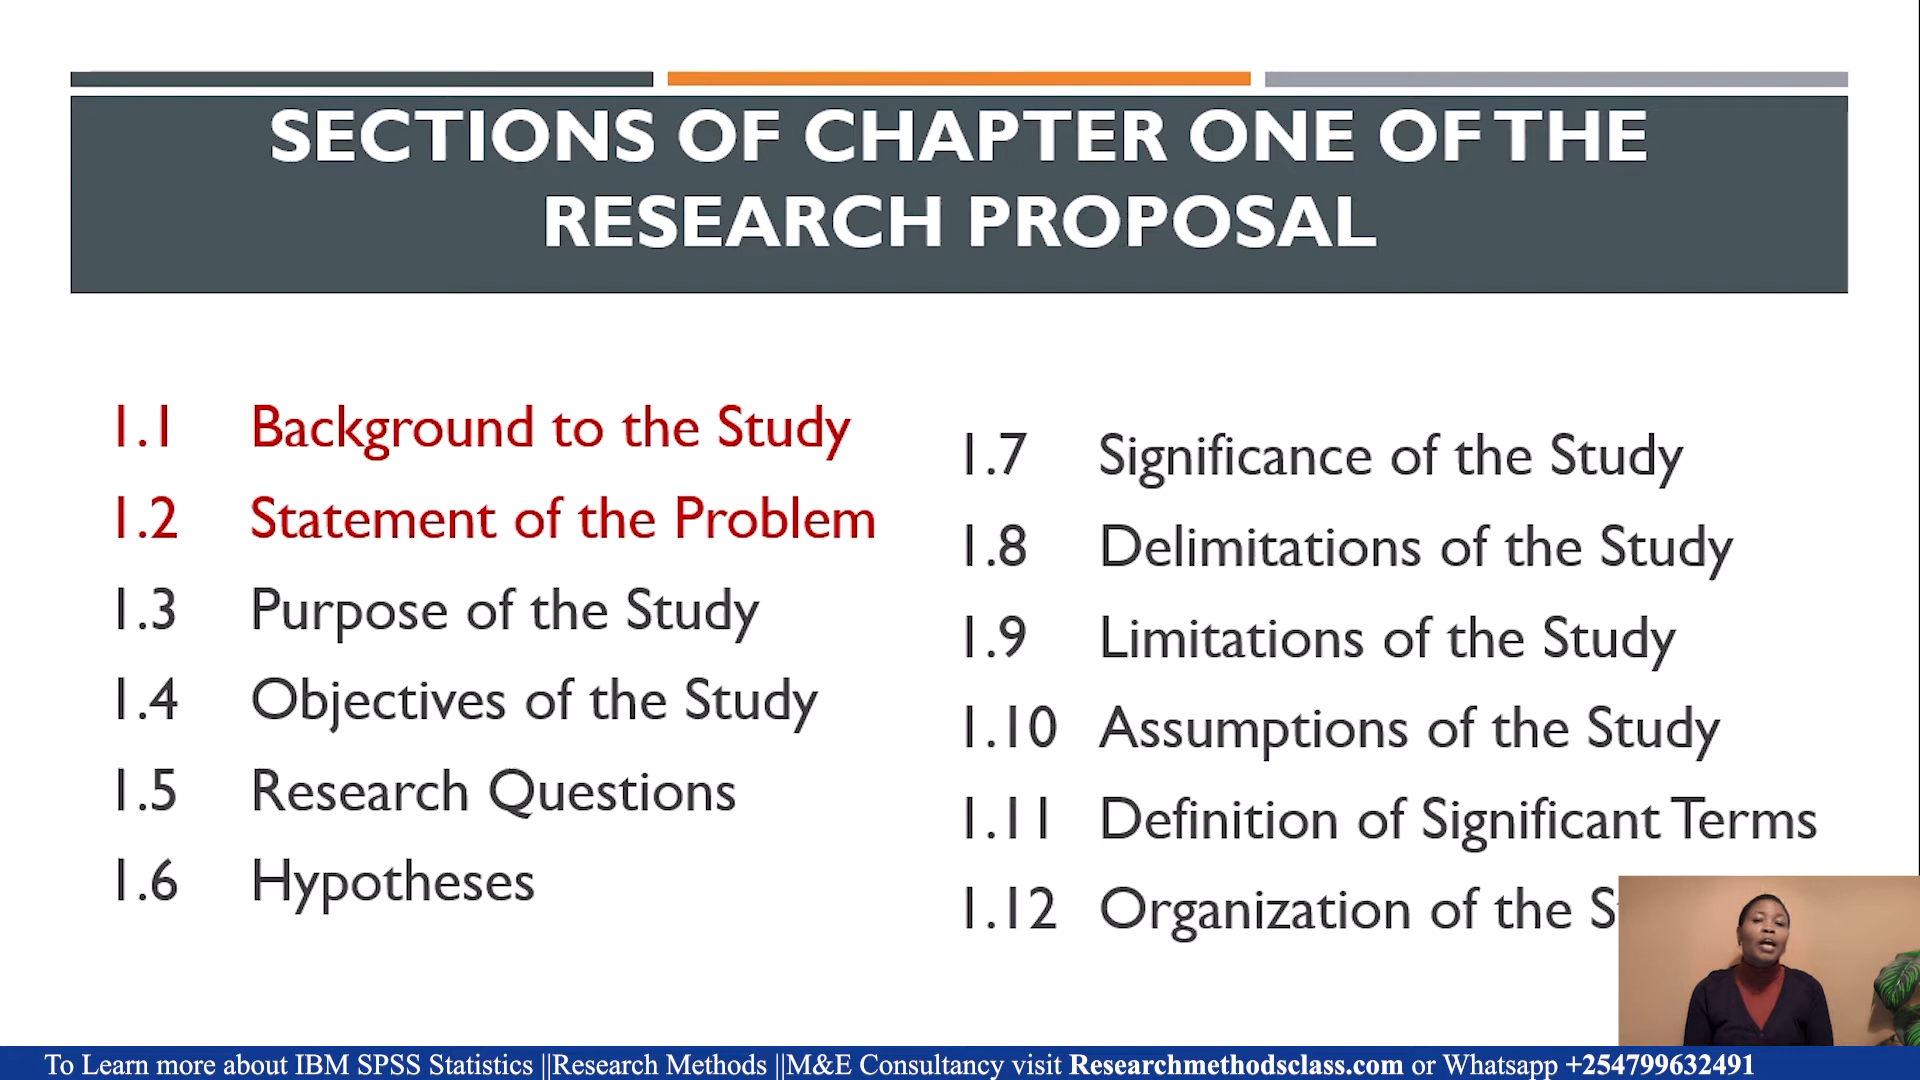 SECTIONS OF CHAPTER ONE OF THE
RESEARCH PROPOSAL
1.1 Background to the Study
1.2 Statement of the Problem
1.3 Purpose of the Study
1.4 Objectives of the Study
1.5 Research Questions
1.6 Hypotheses
1.7 Significance of the Study
1.8 Delimitations of the Study
1.9 Limitations of the Study
1.10 Assumptions of the Study
1.11 Definition of Significant Terms
1.12 Organization of the
To Learn more about IBM SPSS Statistics ||Research Methods ||M&E Consultancy visit Researchmethodsclass.com or Whatsapp +254799632491